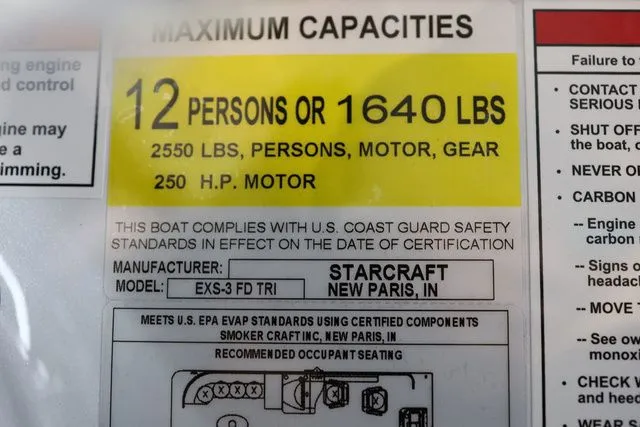 MAXIMUM CAPACITIES
12 PERSONS OR 1640 LBS
2550 LBS, PERSONS, MOTOR, GEAR
250 H.P. MOTOR
THIS BOAT COMPLIES WITH U.S. COAST GUARD SAFETY
STANDARDS IN EFFECT ON THE DATE OF CERTIFICATION
MANUFACTURER: STARCRAFT
MODEL: EXS-3 FD TRI NEW PARIS, IN
MEETS U.S. EPA EVAP STANDARDS USING CERTIFIED COMPONENTS
SMOKER CRAFT INC, NEW PARIS, IN
RECOMMENDED OCCUPANT SEATING
X X X X X X
ng engine
d control
gine may
e a
imming.
Failure to
• CONTACT
SERIOUS
• SHUT OFF
the boat,
• NEVER
• CARBON
-- Engine
carbon
-- Signs o
headac
-- MOVE
-- See ow
monoxi
• CHECK
and heed
• WEAR